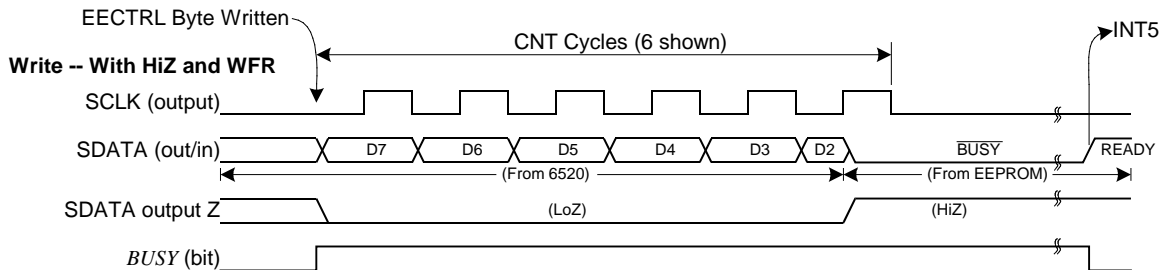 EECTRL Byte Written
INT5
CNT Cycles (6 shown)
Write -- With HiZ and WFR
SCLK (output)
SDATA (out/in) D7 D6 D5 D4 D3 D2 BUSY READY
(From 6520) (From EEPROM)
SDATA output Z (LoZ) (HiZ)
BUSY (bit)